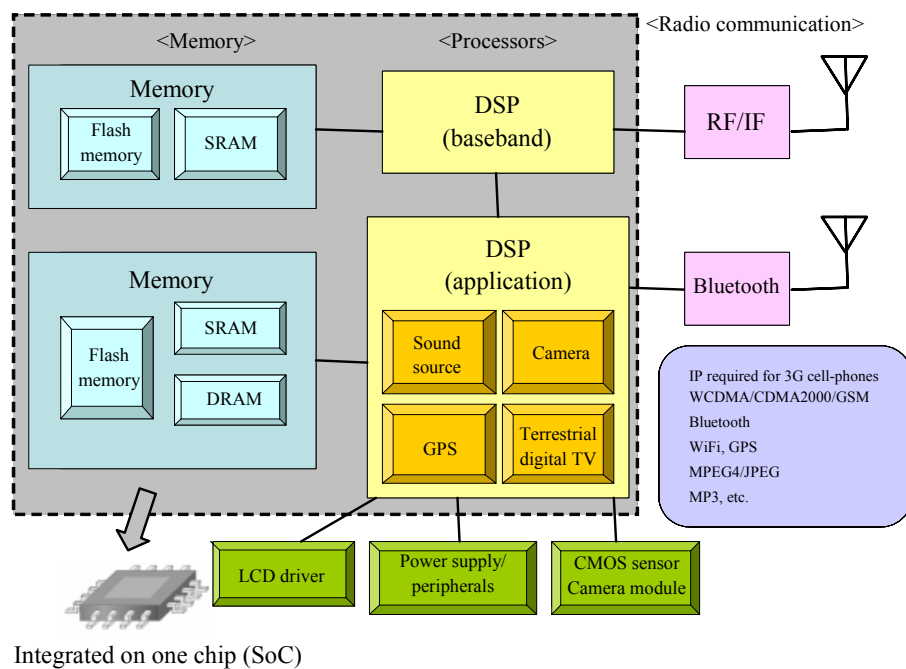 <Memory>
<Processors>
<Radio communication>
Memory
Flash
memory
SRAM
DSP
(baseband)
RF/IF
Memory
Flash
memory
SRAM
DRAM
DSP
(application)
Sound
source
Camera
GPS
Terrestrial
digital TV
Bluetooth
IP required for 3G cell-phones
WCDMA/CDMA2000/GSM
Bluetooth
WiFi, GPS
MPEG4/JPEG
MP3, etc.
LCD driver
Power supply/
peripherals
CMOS sensor
Camera module
Integrated on one chip (SoC)